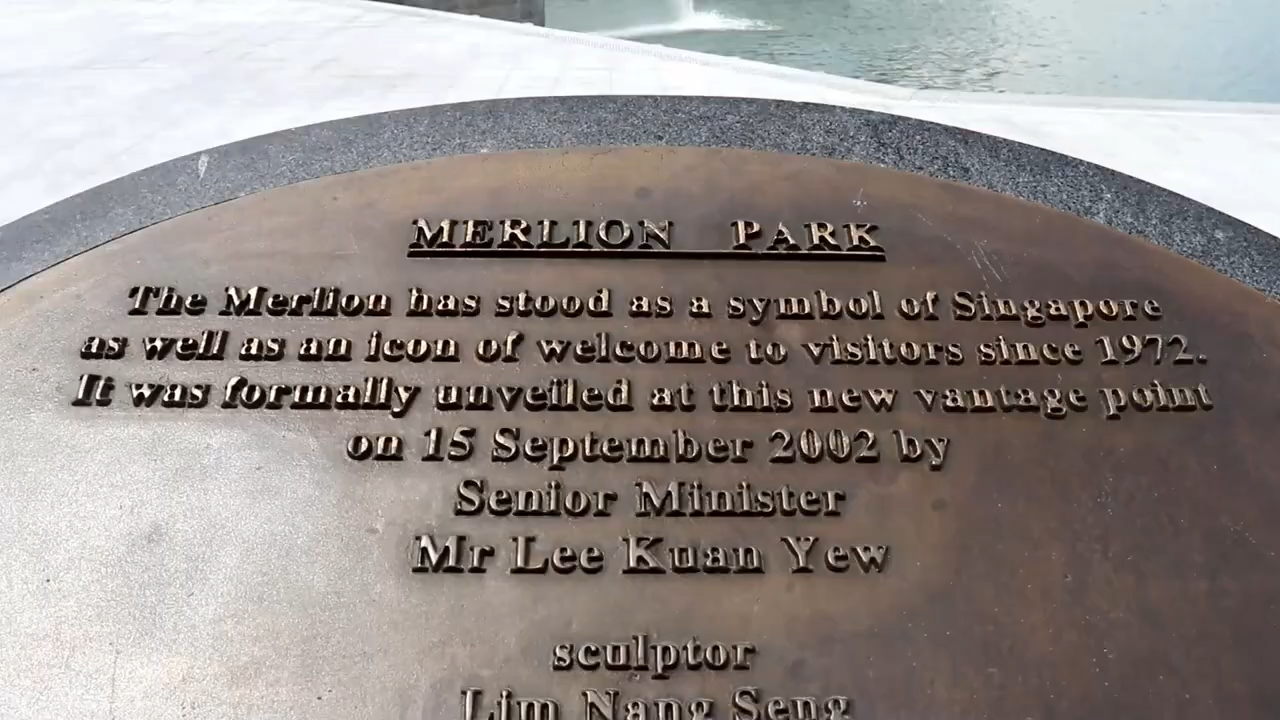 MERLION PARK
The Merlion has stood as a symbol of Singapore
as well as an icon of welcome to visitors since 1972.
It was formally unveiled at this new vantage point
on 15 September 2002 by
Senior Minister
Mr Lee Kuan Yew
sculptor
Lim Nang Seng